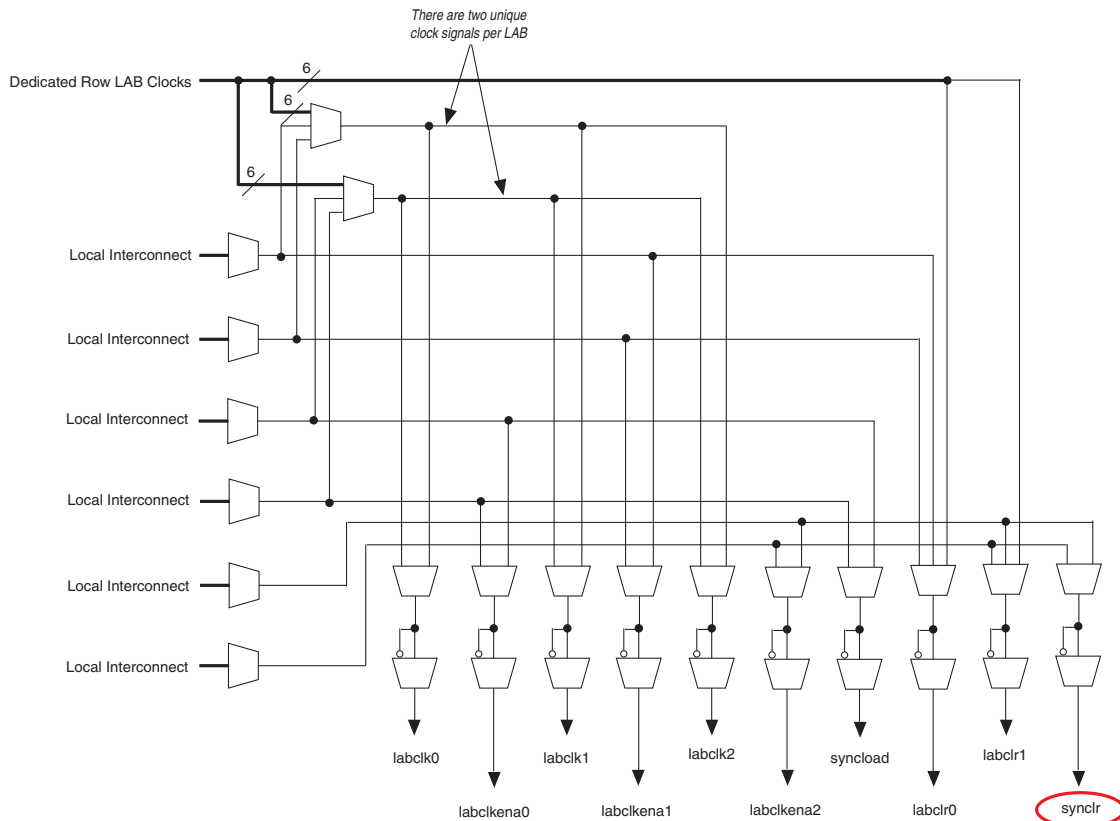 There are two unique
clock signals per LAB
6
Dedicated Row LAB Clocks
6
6
Local Interconnect
Local Interconnect
Local Interconnect
Local Interconnect
Local Interconnect
Local Interconnect
labclk0
labclk1
labclk2
syncload
labclr1
labclkena0
labclkena1
labclkena2
labclr0
synclr